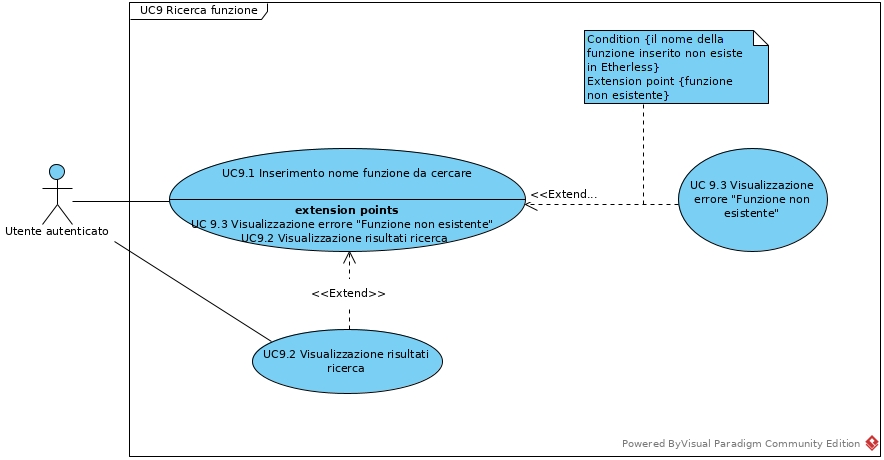 UC9 Ricerca funzione
Condition {il nome della
funzione inserito non esiste
in Etherless}
Extension point {funzione
non esistente}
UC9.1 Inserimento nome funzione da cercare
extension points
UC 9.3 Visualizzazione errore "Funzione non esistente"
UC9.2 Visualizzazione risultati ricerca
<<Extend...
UC 9.3 Visualizzazione
errore "Funzione non
esistente"
Utente autenticato
<<Extend>>
UC9.2 Visualizzazione risultati
ricerca
Powered ByVisual Paradigm Community Edition